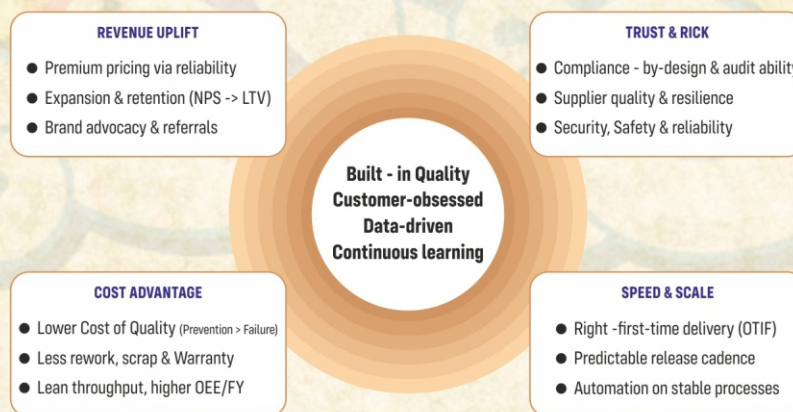 REVENUE UPLIFT
● Premium pricing via reliability
● Expansion & retention (NPS -> LTV)
● Brand advocacy & referrals
TRUST & RICK
● Compliance - by-design & audit ability
● Supplier quality & resilience
● Security, Safety & reliability
Built - in Quality
Customer-obsessed
Data-driven
Continuous learning
COST ADVANTAGE
● Lower Cost of Quality (Prevention > Failure)
● Less rework, scrap & Warranty
● Lean throughput, higher OEE/FY
SPEED & SCALE
● Right -first-time delivery (OTIF)
● Predictable release cadence
● Automation on stable processes